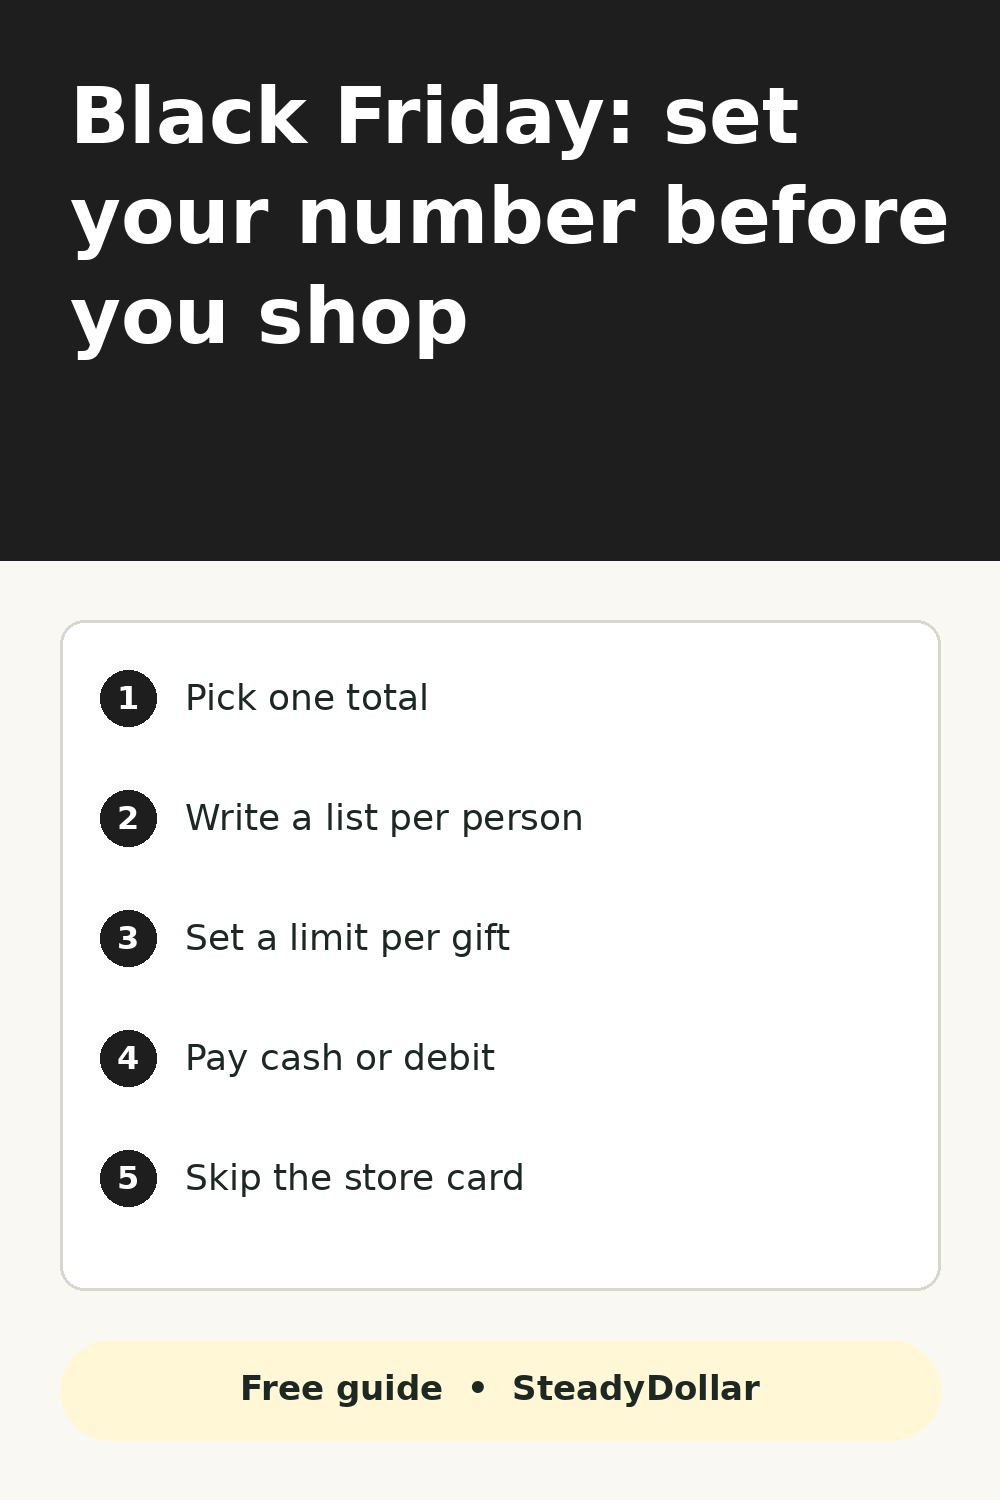 Black Friday: set
your number before
you shop
1 Pick one total
2 Write a list per person
3 Set a limit per gift
4 Pay cash or debit
5 Skip the store card
Free guide • SteadyDollar